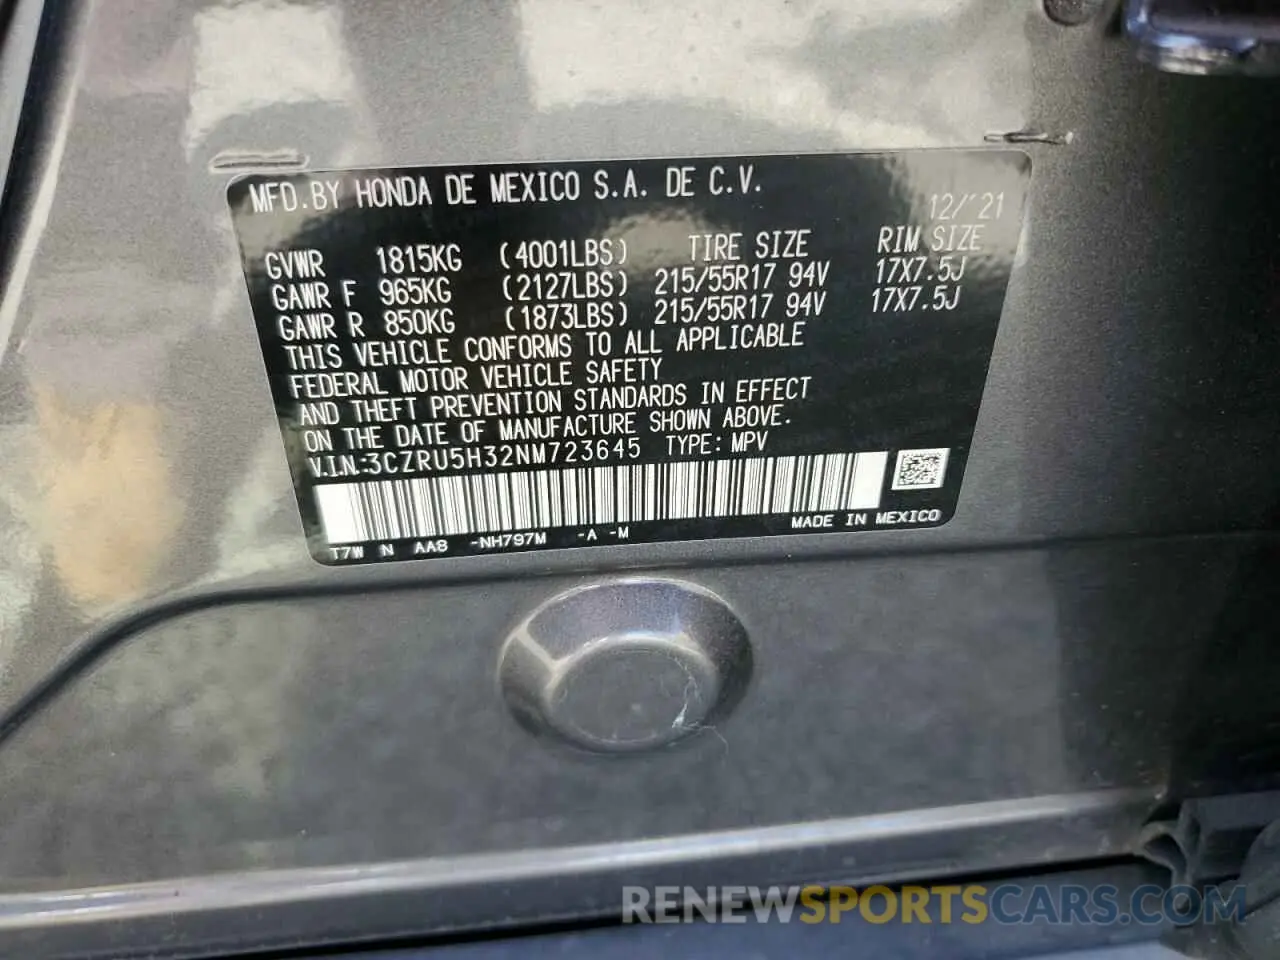 MFD.BY HONDA DE MEXICO S.A. DE C.V.
12/'21
GVWR 1815KG (4001LBS) TIRE SIZE RIM SIZE
GAWR F 965KG (2127LBS) 215/55R17 94V 17X7.5J
GAWR R 850KG (1873LBS) 215/55R17 94V 17X7.5J
THIS VEHICLE CONFORMS TO ALL APPLICABLE
FEDERAL MOTOR VEHICLE SAFETY
AND THEFT PREVENTION STANDARDS IN EFFECT
ON THE DATE OF MANUFACTURE SHOWN ABOVE.
V.I.N.:3CZRU5H32NM723645 TYPE: MPV
MADE IN MEXICO
T7W N AA8 -NH797M -A -M
RENEWSPORTSCARS.COM